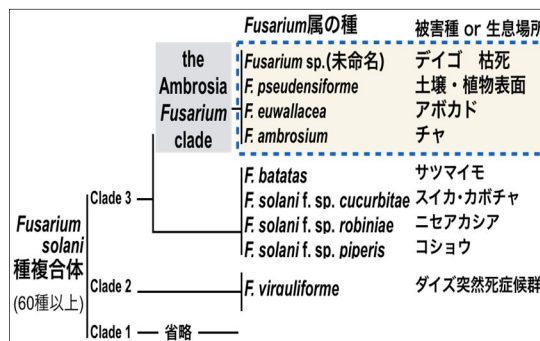 Fusarium属の種 被害種 or 生息場所
the Ambrosia Fusarium clade
Fusarium sp.(未命名) デイゴ 枯死
F. pseudensiforme 土壌・植物表面
F. euwallacea アボカド
F. ambrosium チャ
Clade 3
F. batatas サツマイモ
F. solani f. sp. cucurbitae スイカ・カボチャ
F. solani f. sp. robiniae ニセアカシア
F. solani f. sp. piperis コショウ
Fusarium solani 種複合体 (60種以上)
Clade 2 F. virguliforme ダイズ突然死症候群
Clade 1 省略